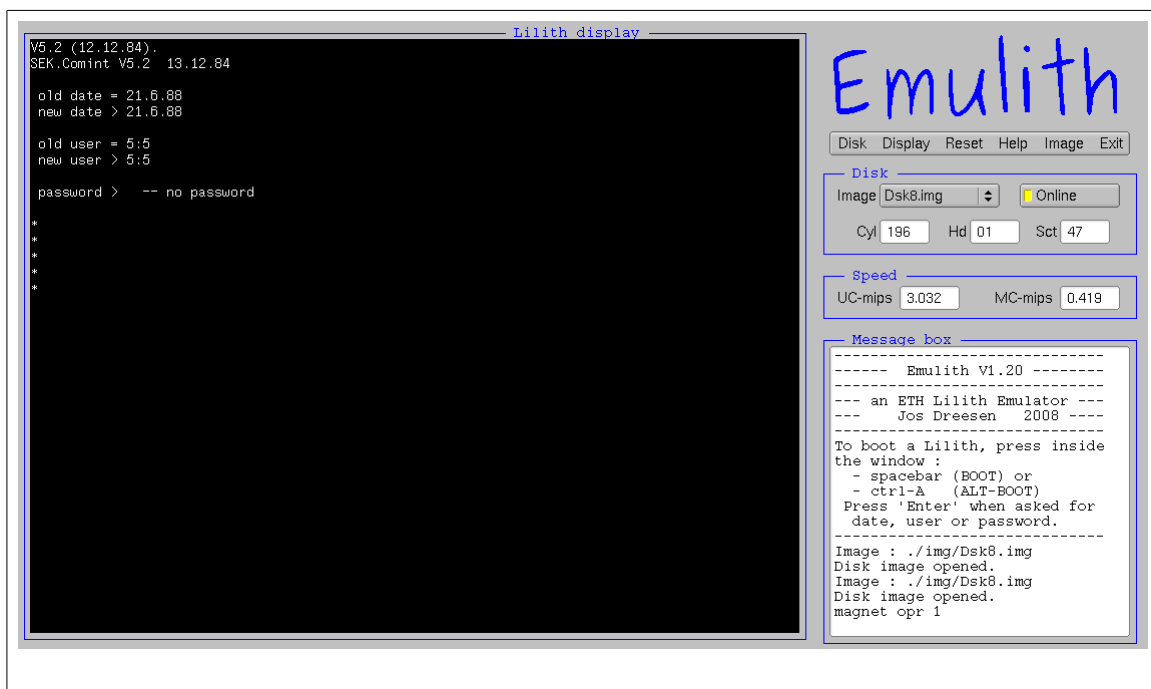 Lilith display
V5.2 (12.12.84).
SEK.Comint V5.2  13.12.84
old date = 21.6.88
new date > 21.6.88
old user = 5:5
new user > 5:5
password >   -- no password
*
*
*
*
*
Emulith
Disk Display Reset Help Image Exit
Disk
Image Dsk8.img Online
Cyl 196 Hd 01 Sct 47
Speed
UC-mips 3.032 MC-mips 0.419
Message box
------------------------------
------  Emulith V1.20 --------
------------------------------
--- an ETH Lilith Emulator ---
---    Jos Dreesen   2008 ----
------------------------------
To boot a Lilith, press inside
the window :
- spacebar (BOOT) or
- ctrl-A   (ALT-BOOT)
Press 'Enter' when asked for
date, user or password.
------------------------------
Image : ./img/Dsk8.img
Disk image opened.
Image : ./img/Dsk8.img
Disk image opened.
magnet opr 1